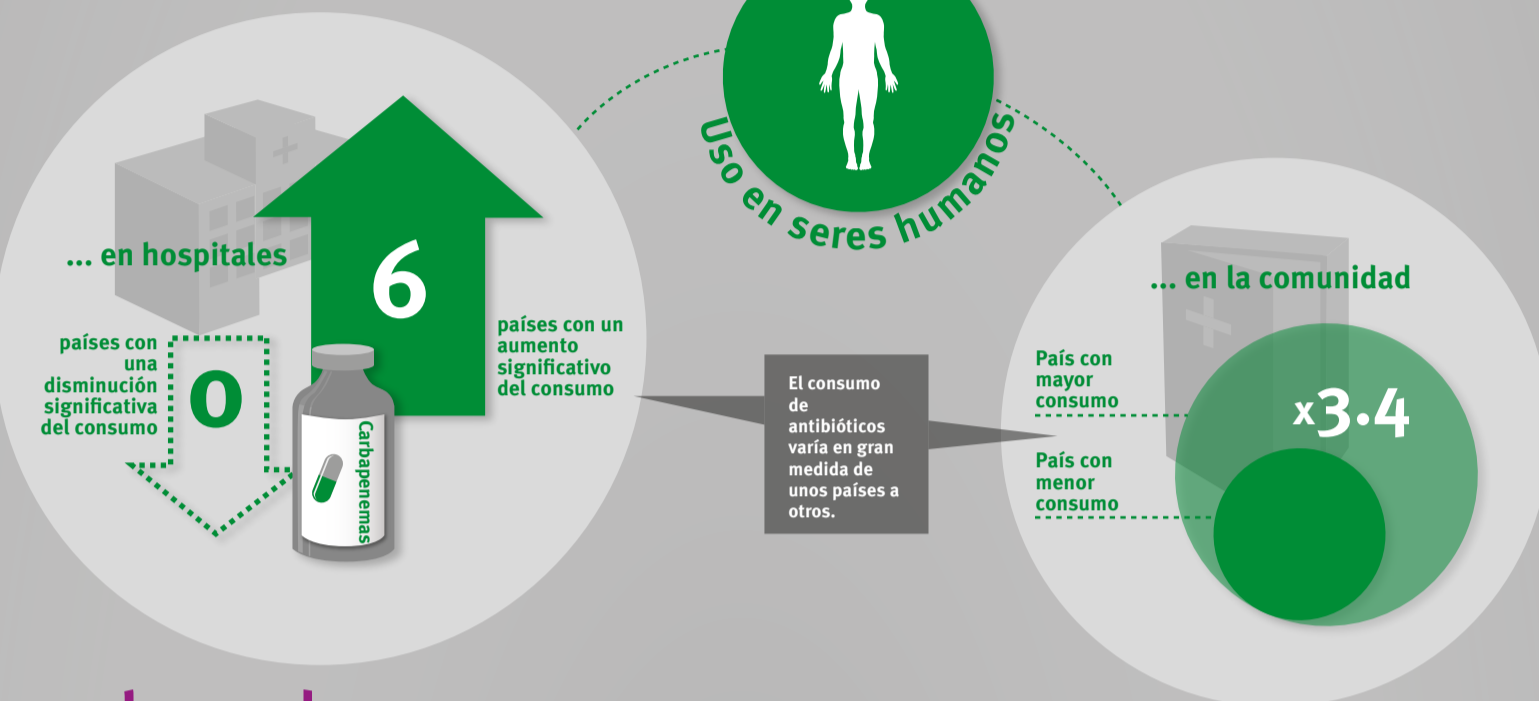 Uso en seres humanos
... en hospitales
6
países con
una
disminución
significativa
del consumo
0
países con un
aumento
significativo
del consumo
Carbapenemas
El consumo
de
antibióticos
varía en gran
medida de
unos países a
otros.
... en la comunidad
País con
mayor
consumo
x3.4
País con
menor
consumo